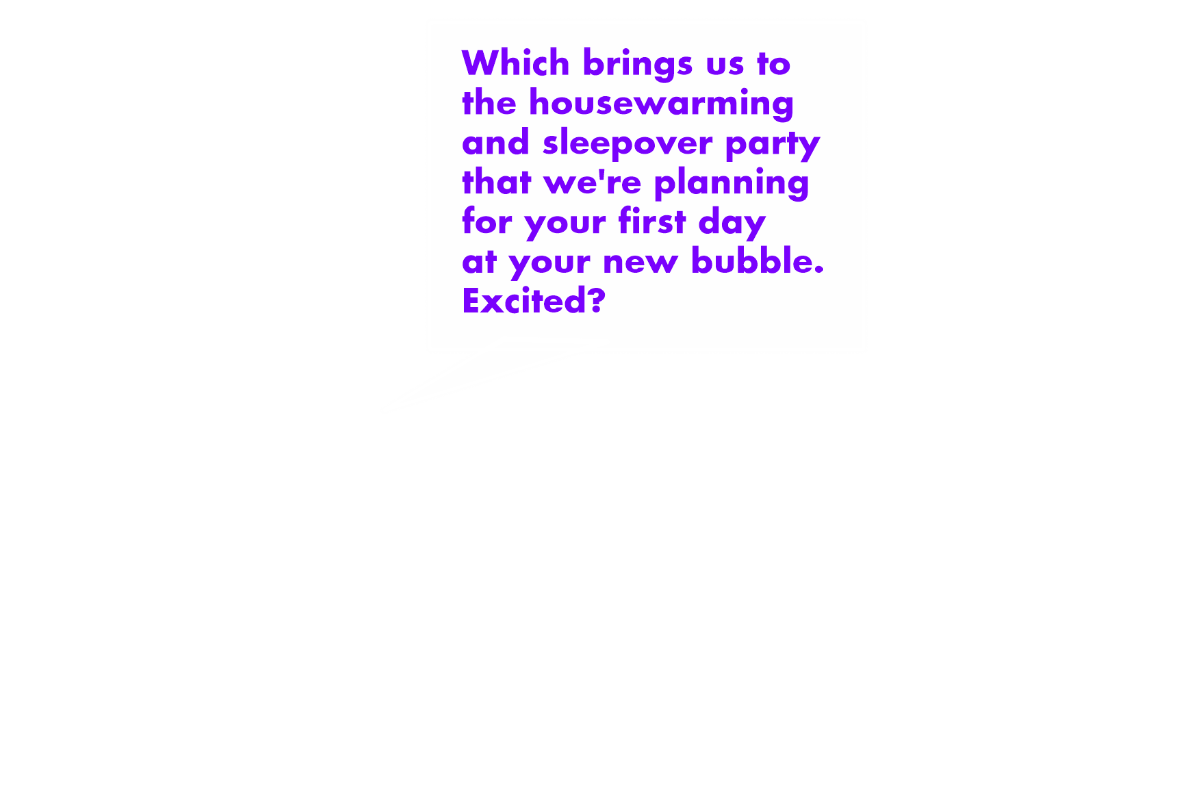 Which brings us to
the housewarming
and sleepover party
that we're planning
for your first day
at your new bubble.
Excited?